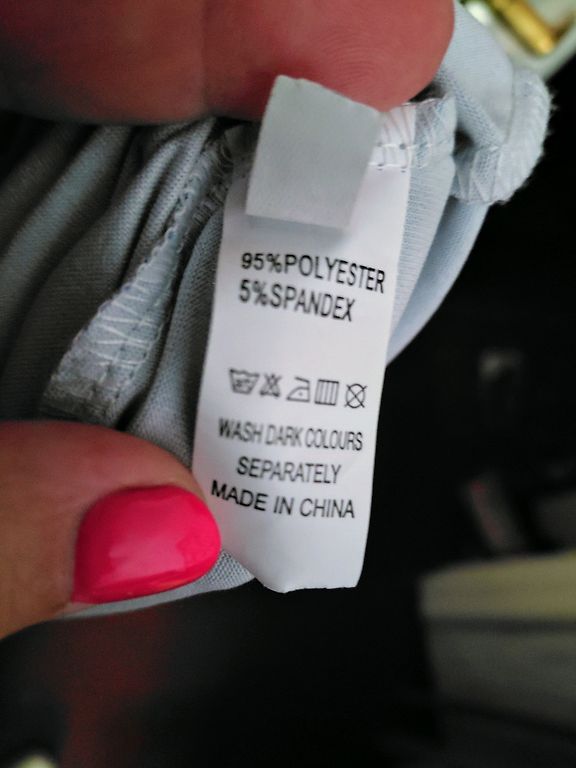 95%POLYESTER
5%SPANDEX
WASH DARK COLOURS
SEPARATELY
MADE IN CHINA